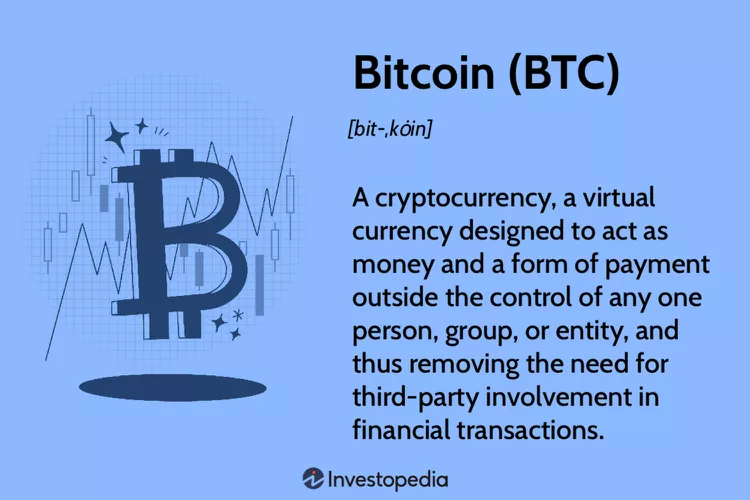 Bitcoin (BTC)
[bit-ˌkȯin]
A cryptocurrency, a virtual
currency designed to act as
money and a form of payment
outside the control of any one
person, group, or entity, and
thus removing the need for
third-party involvement in
financial transactions.
Investopedia